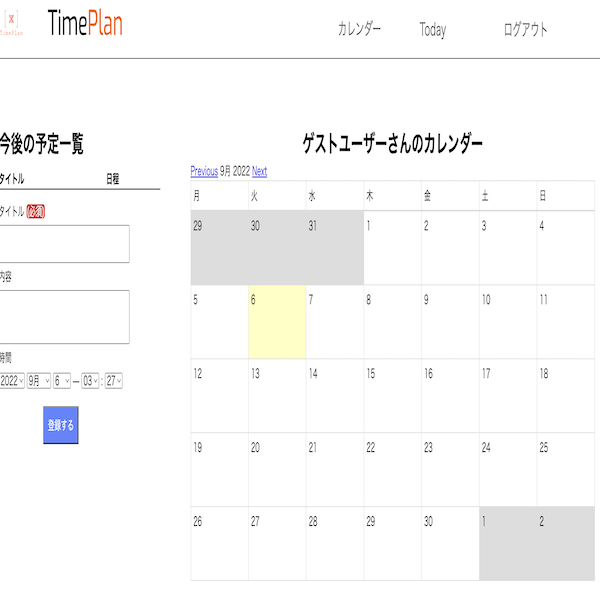 [x]
TimePlan
TimePlan
カレンダー
Today
ログアウト
今後の予定一覧
タイトル 日程
タイトル (必須)
内容
時間
2022 9月 6 — 03 : 27
登録する
ゲストユーザーさんのカレンダー
Previous 9月 2022 Next
月 火 水 木 金 土 日
29 30 31 1 2 3 4
5 6 7 8 9 10 11
12 13 14 15 16 17 18
19 20 21 22 23 24 25
26 27 28 29 30 1 2